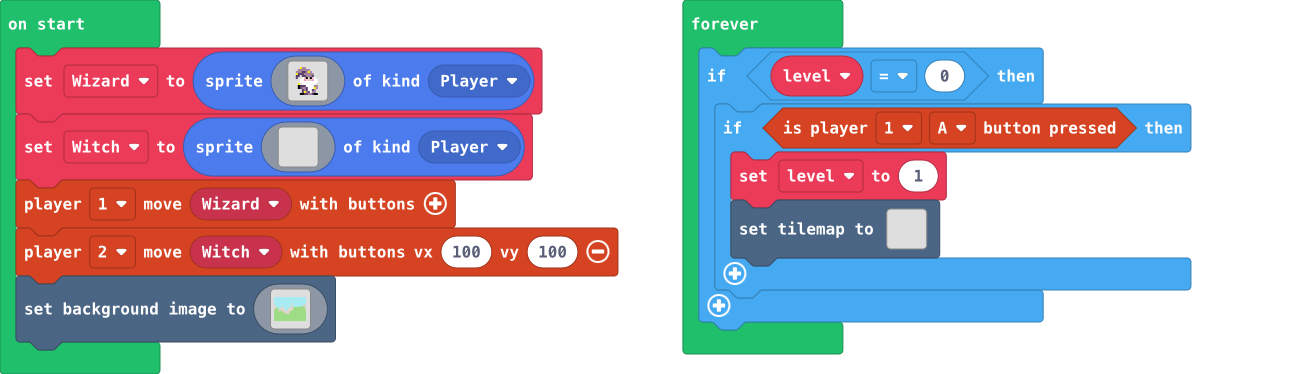 on start
set Wizard to sprite of kind Player
set Witch to sprite of kind Player
player 1 move Wizard with buttons
player 2 move Witch with buttons vx 100 vy 100
set background image to
forever
if level = 0 then
if is player 1 A button pressed then
set level to 1
set tilemap to